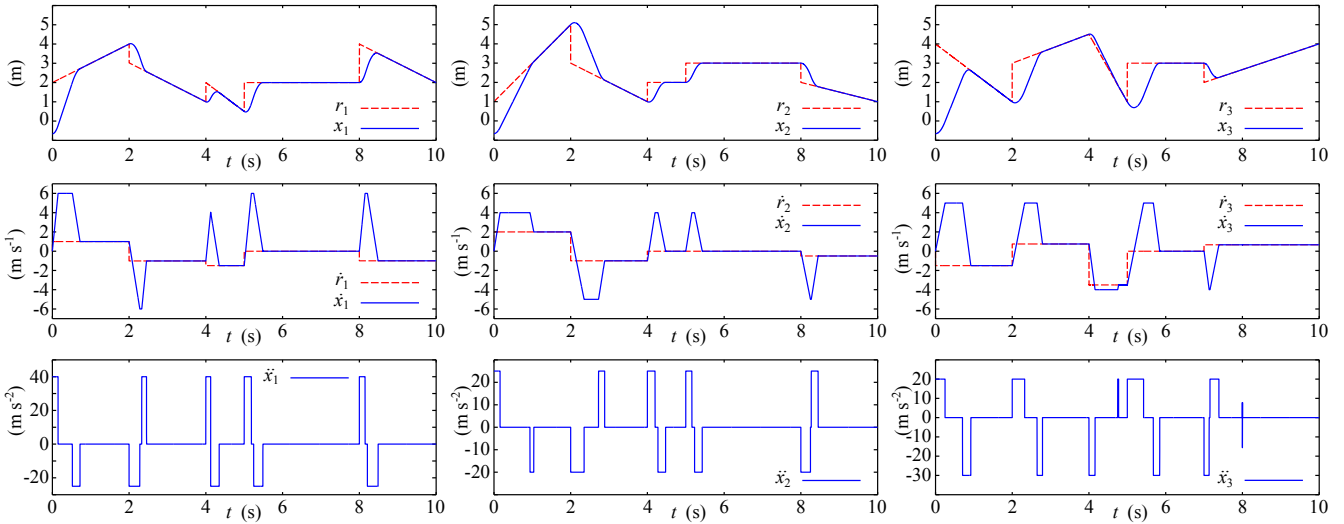 5
4
3
2
1
0
(m)
r₁
x₁
0 2 4 6 8 10
t (s)
5
4
3
2
1
0
(m)
r₂
x₂
0 2 4 6 8 10
t (s)
5
4
3
2
1
0
(m)
r₃
x₃
0 2 4 6 8 10
t (s)
6
4
2
0
-2
-4
-6
(m s⁻¹)
ṙ₁
ẋ₁
0 2 4 6 8 10
t (s)
6
4
2
0
-2
-4
-6
(m s⁻¹)
ṙ₂
ẋ₂
0 2 4 6 8 10
t (s)
6
4
2
0
-2
-4
-6
(m s⁻¹)
ṙ₃
ẋ₃
0 2 4 6 8 10
t (s)
40
20
0
-20
(m s⁻²)
ẍ₁
0 2 4 6 8 10
t (s)
20
10
0
-10
-20
(m s⁻²)
ẍ₂
0 2 4 6 8 10
t (s)
20
10
0
-10
-20
-30
(m s⁻²)
ẍ₃
0 2 4 6 8 10
t (s)